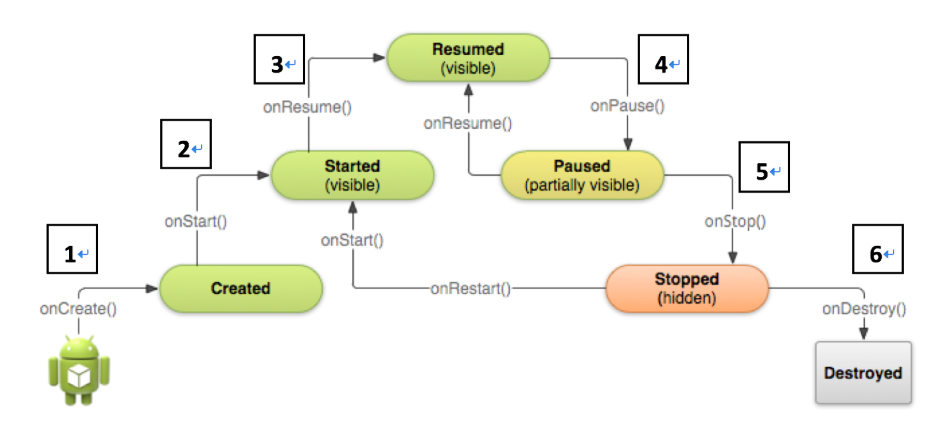 3↵
Resumed
(visible)
4↵
onResume()
onPause()
onResume()
2↵
Started
(visible)
Paused
(partially visible)
5↵
onStart()
onStop()
onStart()
1↵
6↵
Created
onRestart()
Stopped
(hidden)
onCreate()
onDestroy()
Destroyed